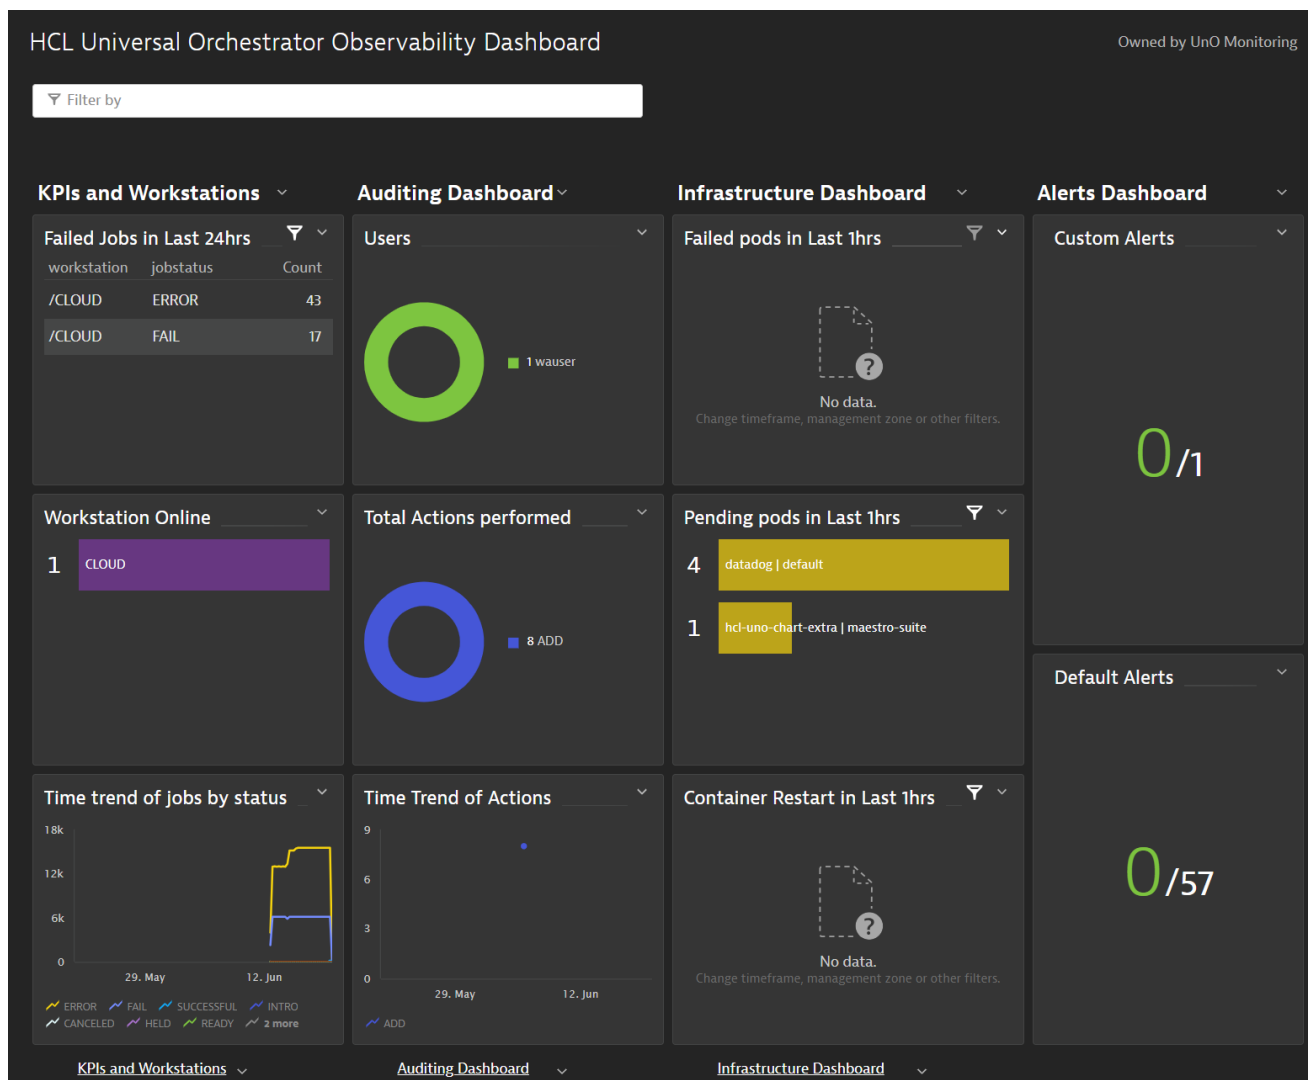 HCL Universal Orchestrator Observability Dashboard
Owned by UnO Monitoring
Filter by
KPIs and Workstations
Failed Jobs in Last 24hrs
workstation jobstatus Count
/CLOUD ERROR 43
/CLOUD FAIL 17
Workstation Online
1 CLOUD
Time trend of jobs by status
18k
12k
6k
0
29. May 12. Jun
ERROR FAIL SUCCESSFUL INTRO
CANCELED HELD READY 2 more
KPIs and Workstations
Auditing Dashboard
Users
1 wauser
Total Actions performed
8 ADD
Time Trend of Actions
9
6
3
0
29. May 12. Jun
ADD
Auditing Dashboard
Infrastructure Dashboard
Failed pods in Last 1hrs
?
No data.
Change timeframe, management zone or other filters.
Pending pods in Last 1hrs
4 datadog | default
1 hcl-uno-chart-extra | maestro-suite
Container Restart in Last 1hrs
?
No data.
Change timeframe, management zone or other filters.
Infrastructure Dashboard
Alerts Dashboard
Custom Alerts
0/1
Default Alerts
0/57